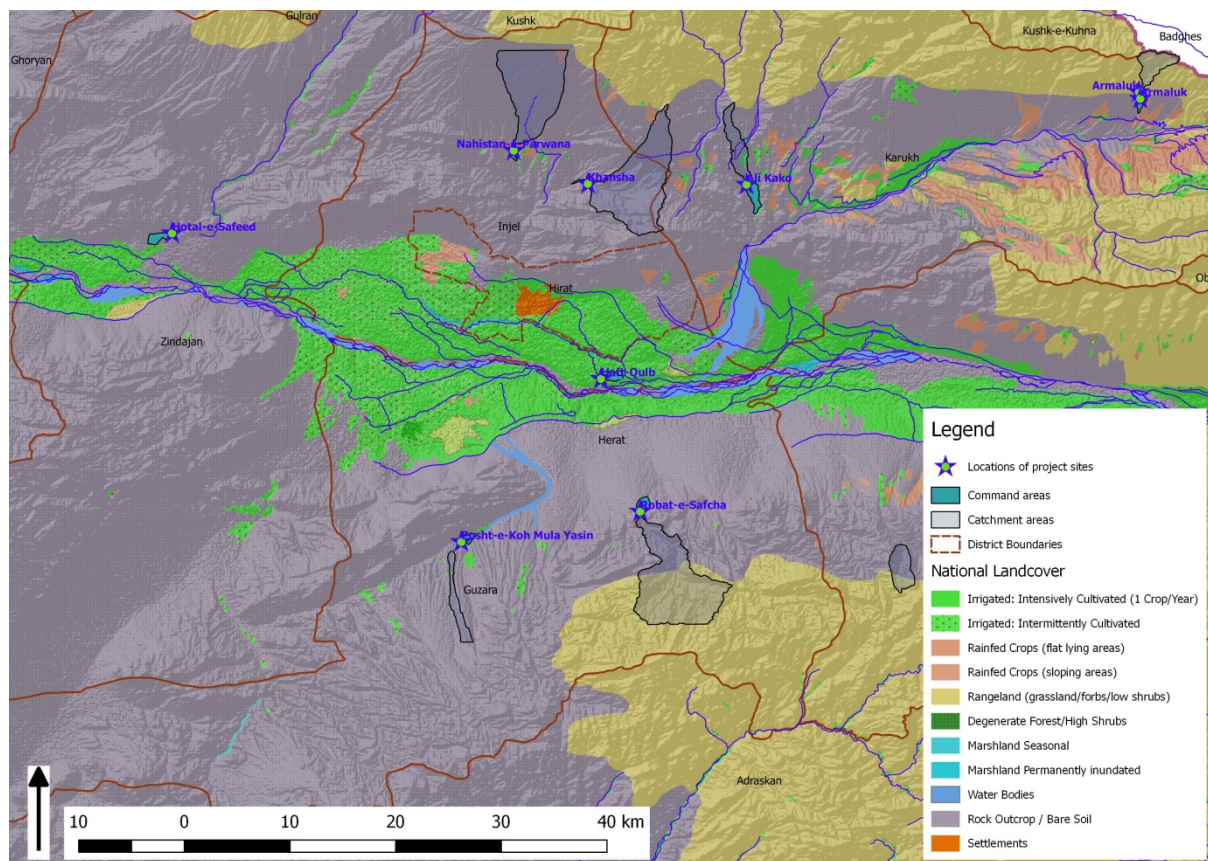 Gulran
Kushk
Kushk-e-Kuhna
Badghes
Ghoryan
Armaluk
Armaluk
Nahistan-e-Parwana
Karukh
Khansha
Ali Kako
Hotal-e-Safeed
Injel
Hirat
Zindajan
Haft-Qulb
Herat
Robat-e-Safcha
Posht-e-Koh Mula Yasin
Guzara
Adraskan
Legend
Locations of project sites
Command areas
Catchment areas
District Boundaries
National Landcover
Irrigated: Intensively Cultivated (1 Crop/Year)
Irrigated: Intermittently Cultivated
Rainfed Crops (flat lying areas)
Rainfed Crops (sloping areas)
Rangeland (grassland/forbs/low shrubs)
Degenerate Forest/High Shrubs
Marshland Seasonal
Marshland Permanently inundated
Water Bodies
Rock Outcrop / Bare Soil
Settlements
10 0 10 20 30 40 km